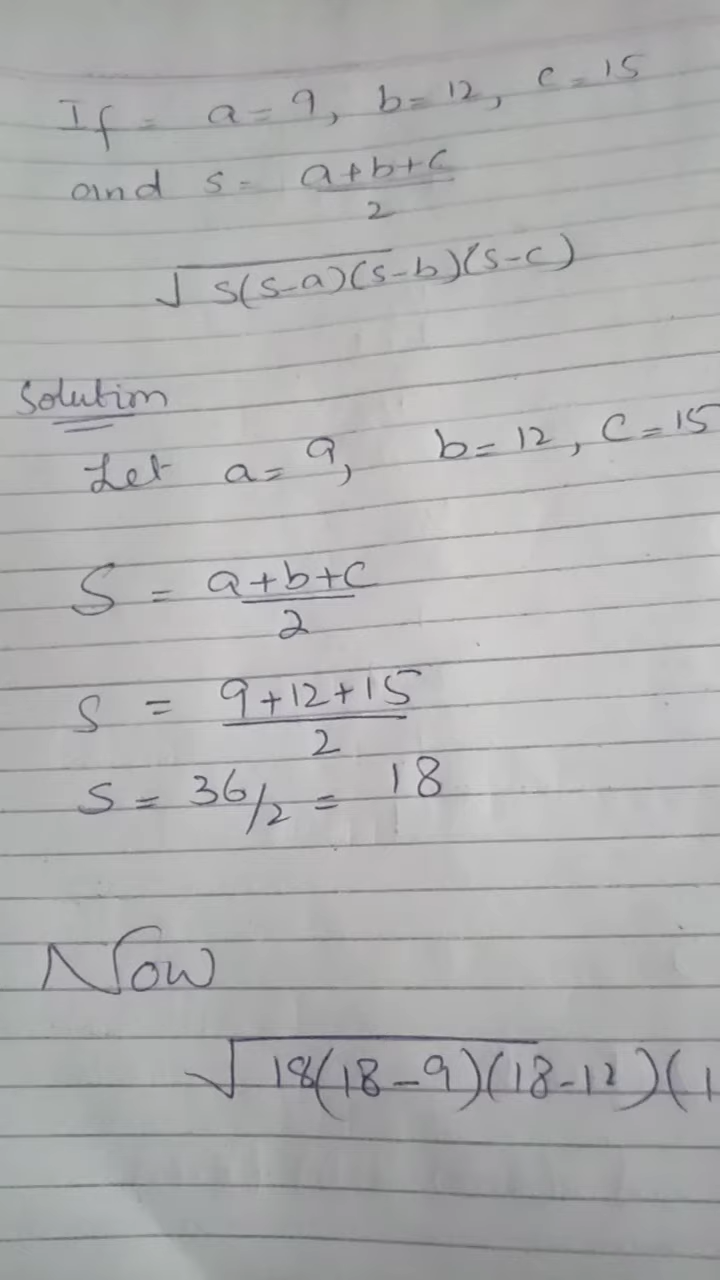 If = a = 9, b = 12, c = 15
and s = a+b+c
2
√s(s-a)(s-b)(s-c)
Solution
Let a = 9, b = 12, C = 15
S = a+b+c
2
S = 9+12+15
2
S = 36/2 = 18
Now
√18(18-9)(18-12)(1